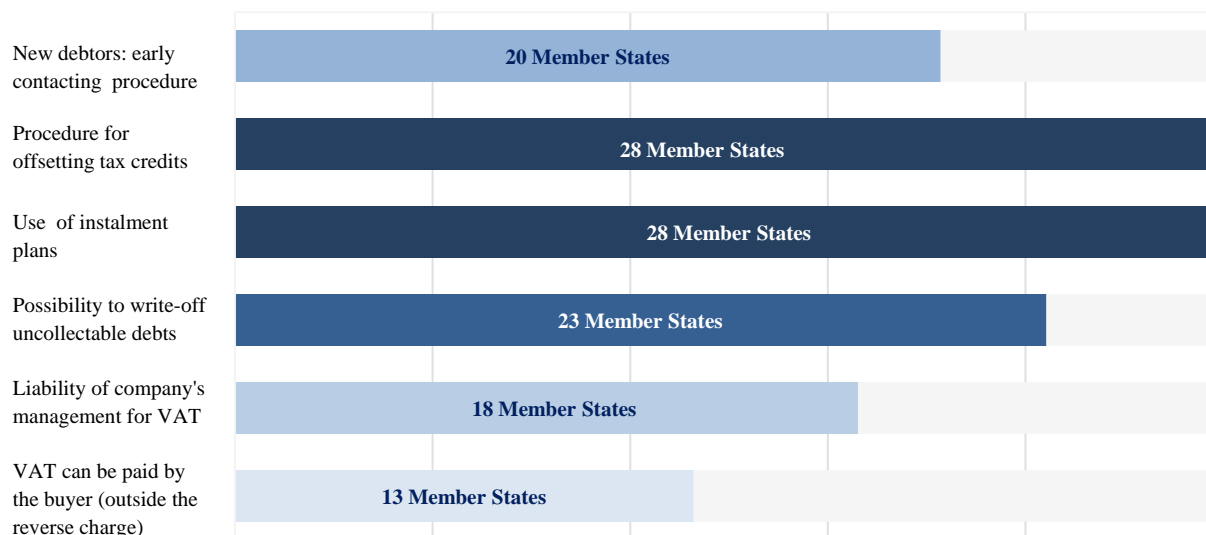 New debtors: early
contacting procedure
20 Member States
Procedure for
offsetting tax credits
28 Member States
Use of instalment
plans
28 Member States
Possibility to write-off
uncollectable debts
23 Member States
Liability of company's
management for VAT
18 Member States
VAT can be paid by
the buyer (outside the
reverse charge)
13 Member States